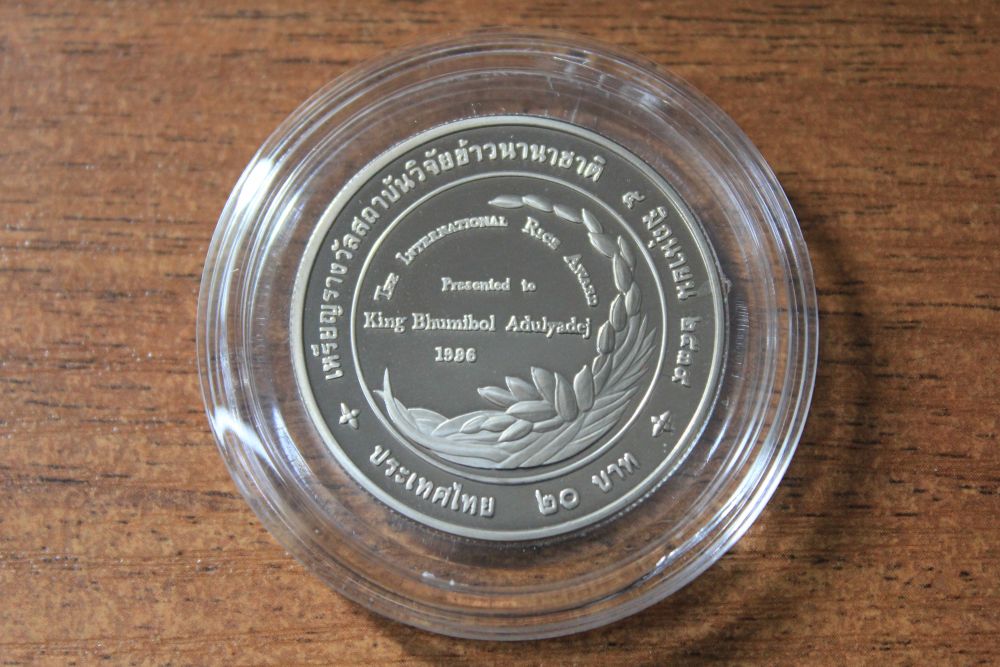 เหรียญรางวัลสถาบันวิจัยข้าวนานาชาติ ๕ มิถุนายน ๒๕๓๙
The International Rice Award
Presented to
King Bhumibol Adulyadej
1996
ประเทศไทย ๒๐ บาท